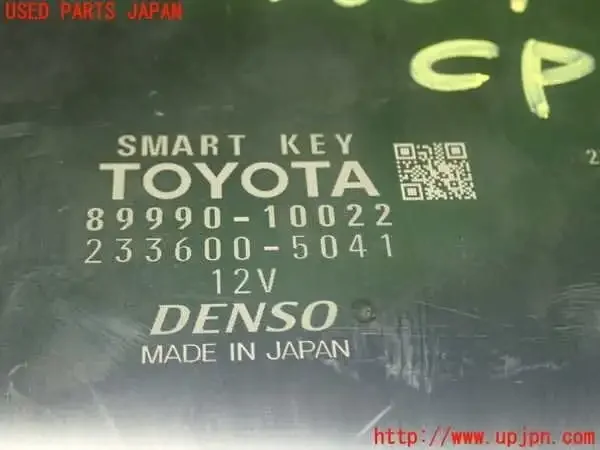 USED PARTS JAPAN
CP
SMART KEY
TOYOTA
89990-10022
233600-5041
12V
DENSO
MADE IN JAPAN
2
http://www.upjpn.com/